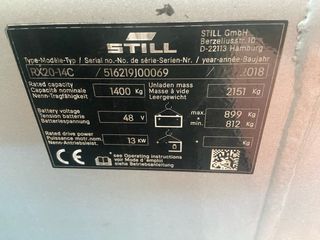 STILL
STILL GmbH
Berzeliusstr. 10
D-22113 Hamburg
Type-Modèle-Typ / Serial no.-No. de série-Serien-Nr. / year-année-Baujahr
RX20-14C / 516219J00069 / 2018
Rated capacity Capacité nominale Nenn-Tragfähigkeit 1400 Kg
Unladen mass Masse à vide Leergewicht 2151 Kg
Battery voltage Tension batterie Batteriespannung 48 V
max. 899 Kg
min. 812 Kg
Rated drive power Puissance motor.nom. Nenn-Antriebsleist. 13 kW
Kg
CE
see Operating instructions
voir Mode d'emploi
siehe Betriebsanleitung